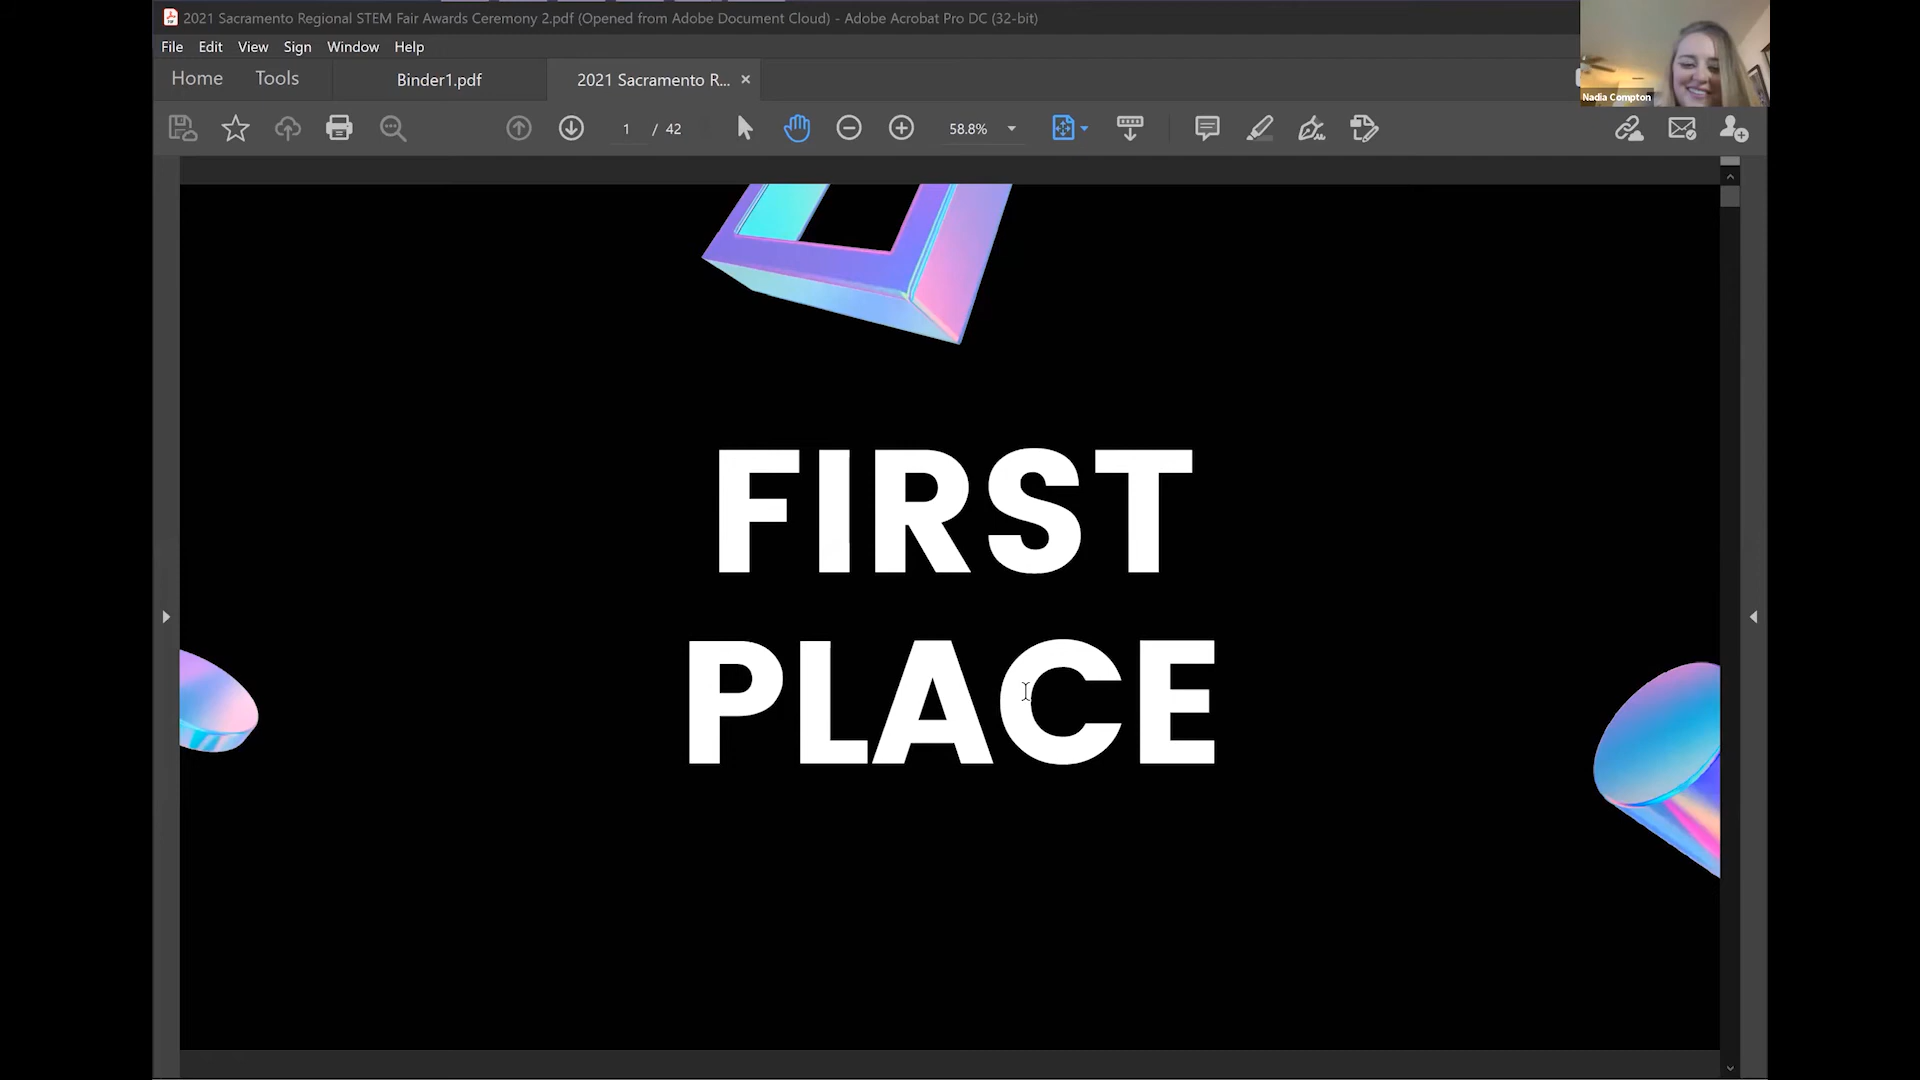 2021 Sacramento Regional STEM Fair Awards Ceremony 2.pdf (Opened from Adobe Document Cloud) - Adobe Acrobat Pro DC (32-bit)
File Edit View Sign Window Help
Home Tools Binder1.pdf 2021 Sacramento R... ×
1 / 42 58.8%
Nadia Compton
FIRST
PLACE